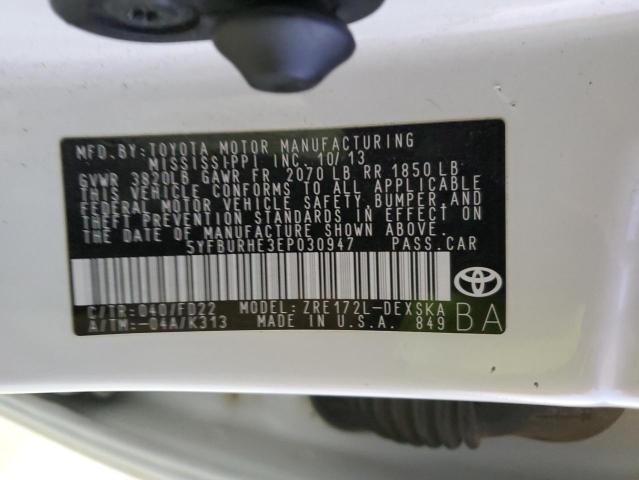 MFD. BY: TOYOTA MOTOR MANUFACTURING
MISSISSIPPI INC. 10/13
GVWR 3820LB GAWR FR 2070 LB RR 1850 LB
THIS VEHICLE CONFORMS TO ALL APPLICABLE
FEDERAL MOTOR VEHICLE SAFETY, BUMPER, AND
THEFT PREVENTION STANDARDS IN EFFECT ON
THE DATE OF MANUFACTURE SHOWN ABOVE.
5YFBURHE3EP030947 PASS.CAR
C/TR: 040/FD22 MODEL: ZRE172L-DEXSKA
A/TM: -04A/K313 MADE IN U.S.A. 849 BA